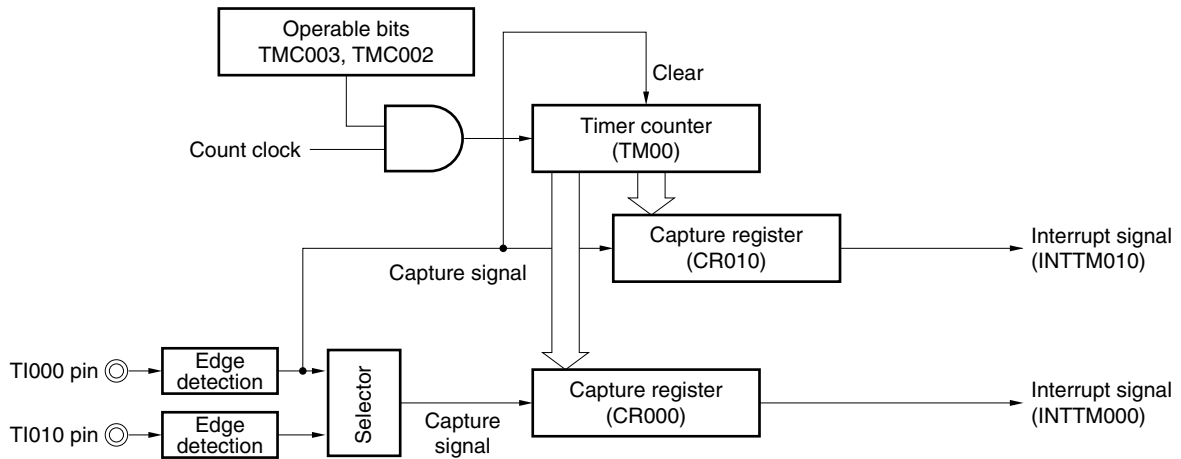 Operable bits
TMC003, TMC002
Clear
Timer counter
(TM00)
Count clock
Capture register
(CR010)
Interrupt signal
(INTTM010)
Capture signal
TI000 pin
Edge
detection
Selector
Capture register
(CR000)
Interrupt signal
(INTTM000)
TI010 pin
Edge
detection
Capture
signal